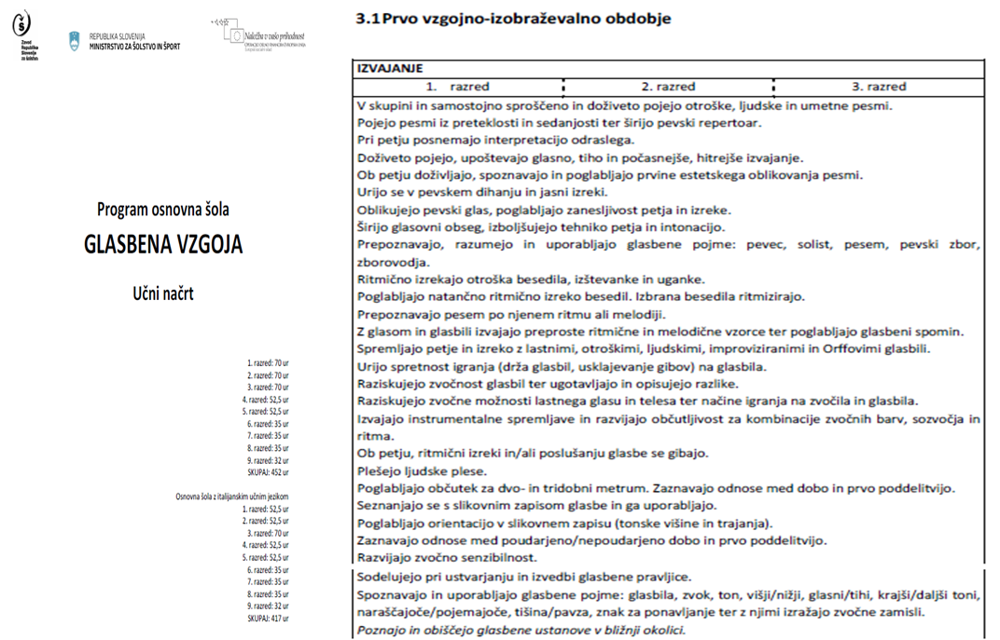 Zavod
Republike
Slovenije
za šolstvo
REPUBLIKA SLOVENIJA
MINISTRSTVO ZA ŠOLSTVO IN ŠPORT
Naložba v vašo prihodnost
Program osnovna šola
GLASBENA VZGOJA
Učni načrt
1. razred: 70 ur
2. razred: 70 ur
3. razred: 70 ur
4. razred: 52,5 ur
5. razred: 52,5 ur
6. razred: 35 ur
7. razred: 35 ur
8. razred: 35 ur
9. razred: 32 ur
SKUPAJ: 452 ur
Osnovna šola z italijanskim učnim jezikom
1. razred: 52,5 ur
2. razred: 52,5 ur
3. razred: 70 ur
4. razred: 52,5 ur
5. razred: 52,5 ur
6. razred: 35 ur
7. razred: 35 ur
8. razred: 35 ur
9. razred: 32 ur
SKUPAJ: 417 ur
3.1 Prvo vzgojno-izobraževalno obdobje
IZVAJANJE
1. razred 2. razred 3. razred
V skupini in samostojno sproščeno in doživeto pojejo otroške, ljudske in umetne pesmi.
Pojejo pesmi iz preteklosti in sedanjosti ter širijo pevski repertoar.
Pri petju posnemajo interpretacijo odraslega.
Doživeto pojejo, upoštevajo glasno, tiho in počasnejše, hitrejše izvajanje.
Ob petju doživljajo, spoznavajo in poglabljajo prvine estetskega oblikovanja pesmi.
Urijo se v pevskem dihanju in jasni izreki.
Oblikujejo pevski glas, poglabljajo zanesljivost petja in izreke.
Širijo glasovni obseg, izboljšujejo tehniko petja in intonacijo.
Prepoznavajo, razumejo in uporabljajo glasbene pojme: pevec, solist, pesem, pevski zbor,
zborovodja.
Ritmično izrekajo otroška besedila, izštevanke in uganke.
Poglabljajo natančno ritmično izreko besedil. Izbrana besedila ritmizirajo.
Prepoznavajo pesem po njenem ritmu ali melodiji.
Z glasom in glasbili izvajajo preproste ritmične in melodične vzorce ter poglabljajo glasbeni spomin.
Spremljajo petje in izreko z lastnimi, otroškimi, ljudskimi, improviziranimi in Orffovimi glasbili.
Urijo spretnost igranja (drža glasbil, usklajevanje gibov) na glasbila.
Raziskujejo zvočnost glasbil ter ugotavljajo in opisujejo razlike.
Raziskujejo zvočne možnosti lastnega glasu in telesa ter načine igranja na zvočila in glasbila.
Izvajajo instrumentalne spremljave in razvijajo občutljivost za kombinacije zvočnih barv, sozvočja in
ritma.
Ob petju, ritmični izreki in/ali poslušanju glasbe se gibajo.
Plešejo ljudske plese.
Poglabljajo občutek za dvo- in tridobni metrum. Zaznavajo odnose med dobo in prvo poddelitvijo.
Seznanjajo se s slikovnim zapisom glasbe in ga uporabljajo.
Poglabljajo orientacijo v slikovnem zapisu (tonske višine in trajanja).
Zaznavajo odnose med poudarjeno/nepoudarjeno dobo in prvo poddelitvijo.
Razvijajo zvočno senzibilnost.
Sodelujejo pri ustvarjanju in izvedbi glasbene pravljice.
Spoznavajo in uporabljajo glasbene pojme: glasbila, zvok, ton, višji/nižji, glasni/tihi, krajši/daljši toni,
naraščajoče/pojemajoče, tišina/pavza, znak za ponavljanje ter z njimi izražajo zvočne zamisli.
Poznajo in obiščejo glasbene ustanove v bližnji okolici.